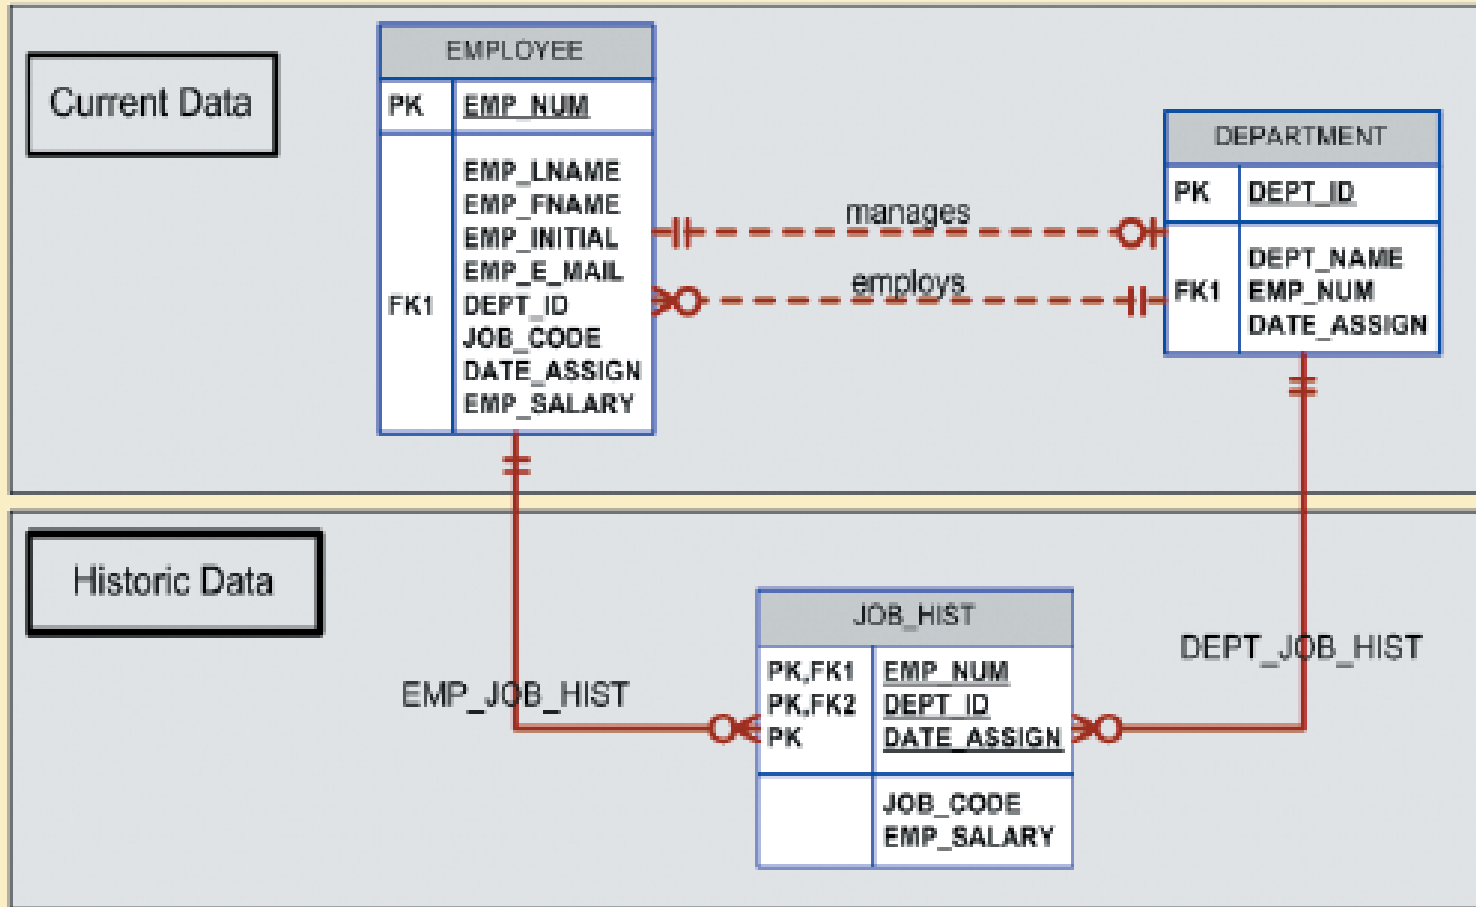 Current Data
EMPLOYEE
PK EMP_NUM
EMP_LNAME
EMP_FNAME
EMP_INITIAL
EMP_E_MAIL
FK1 DEPT_ID
JOB_CODE
DATE_ASSIGN
EMP_SALARY
manages
employs
DEPARTMENT
PK DEPT_ID
DEPT_NAME
FK1 EMP_NUM
DATE_ASSIGN
Historic Data
EMP_JOB_HIST
JOB_HIST
PK,FK1 EMP_NUM
PK,FK2 DEPT_ID
PK DATE_ASSIGN
JOB_CODE
EMP_SALARY
DEPT_JOB_HIST